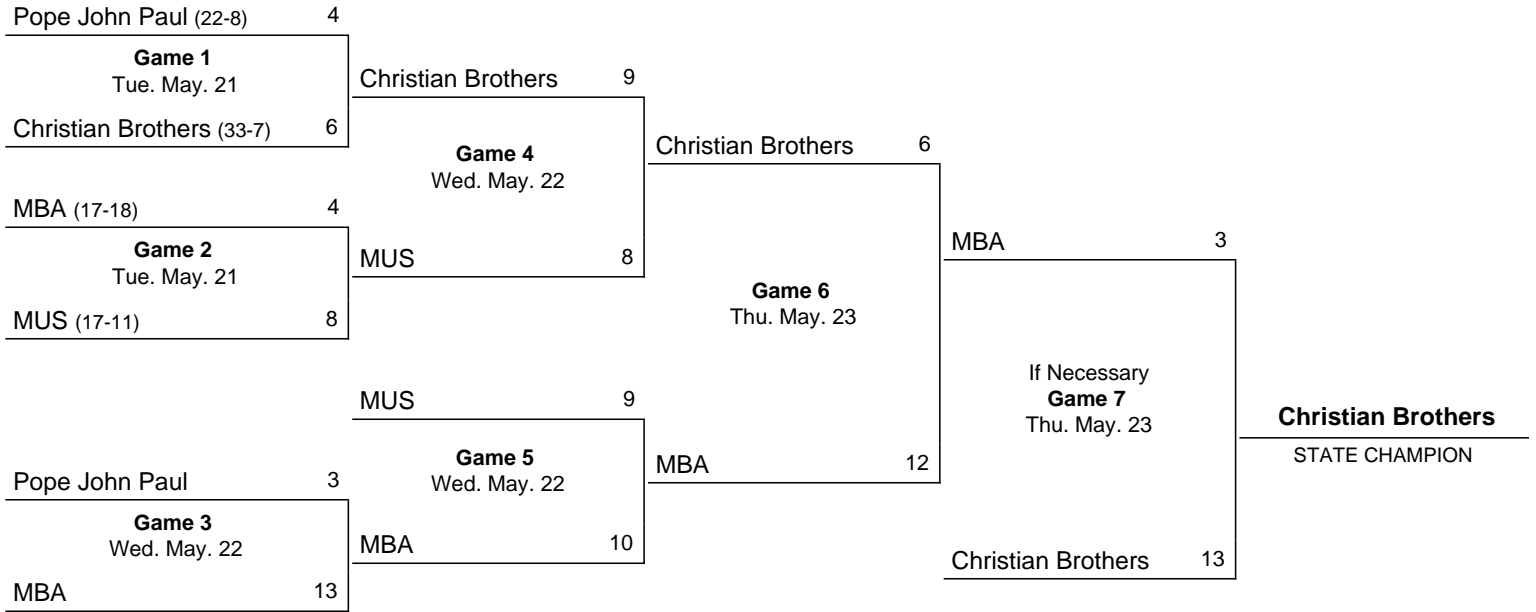 Pope John Paul (22-8) 4
Game 1
Tue. May. 21
Christian Brothers (33-7) 6
MBA (17-18) 4
Game 2
Tue. May. 21
MUS (17-11) 8
Pope John Paul 3
Game 3
Wed. May. 22
MBA 13
Christian Brothers 9
Game 4
Wed. May. 22
MUS 8
MUS 9
Game 5
Wed. May. 22
MBA 10
Christian Brothers 6
Game 6
Thu. May. 23
MBA 12
MBA 3
If Necessary
Game 7
Thu. May. 23
Christian Brothers 13
Christian Brothers
STATE CHAMPION